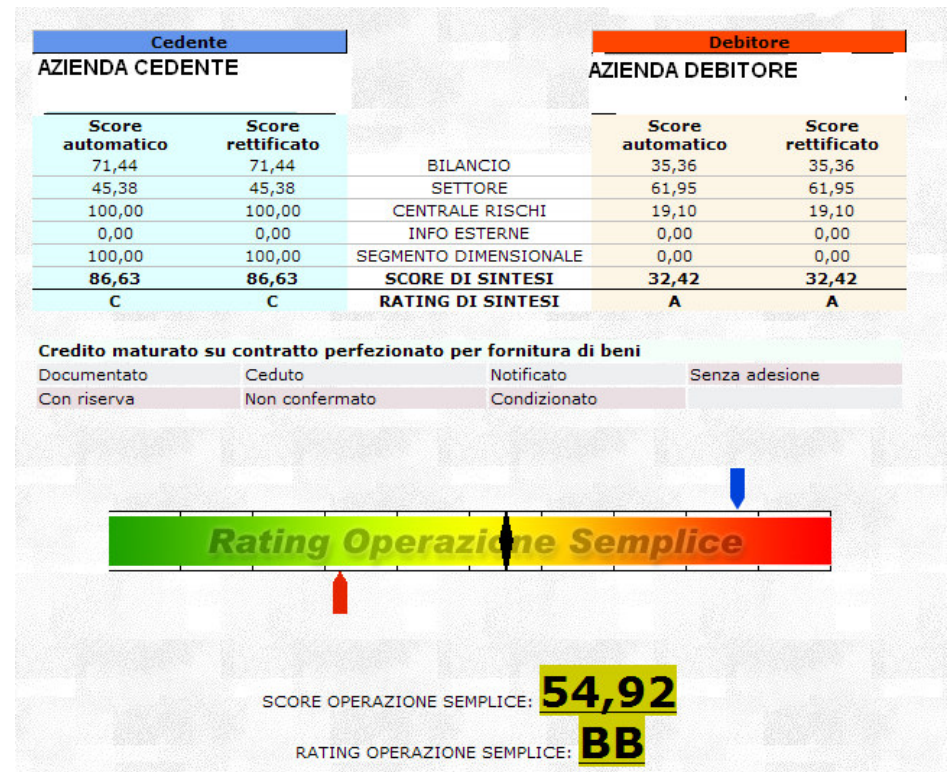 Cedente Debitore
AZIENDA CEDENTE AZIENDA DEBITORE
Score Score Score Score
automatico rettificato automatico rettificato
71,44 71,44 BILANCIO 35,36 35,36
45,38 45,38 SETTORE 61,95 61,95
100,00 100,00 CENTRALE RISCHI 19,10 19,10
0,00 0,00 INFO ESTERNE 0,00 0,00
100,00 100,00 SEGMENTO DIMENSIONALE 0,00 0,00
86,63 86,63 SCORE DI SINTESI 32,42 32,42
C C RATING DI SINTESI A A
Credito maturato su contratto perfezionato per fornitura di beni
Documentato Ceduto Notificato Senza adesione
Con riserva Non confermato Condizionato
Rating Operazione Semplice
SCORE OPERAZIONE SEMPLICE: 54,92
RATING OPERAZIONE SEMPLICE: BB